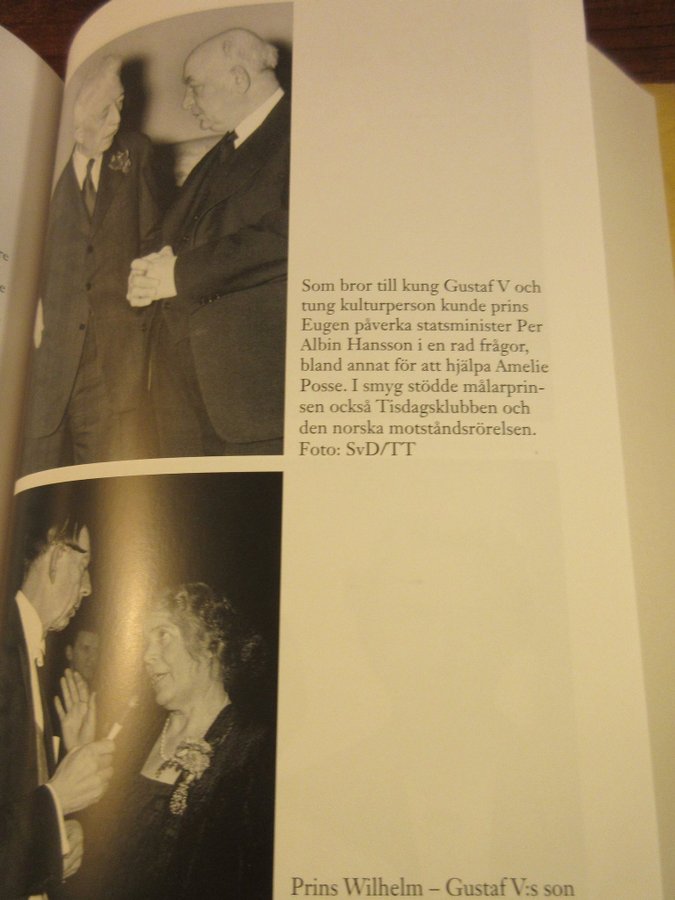 re
e
Som bror till kung Gustaf V och
tung kulturperson kunde prins
Eugen påverka statsminister Per
Albin Hansson i en rad frågor,
bland annat för att hjälpa Amelie
Posse. I smyg stödde målarprin-
sen också Tisdagsklubben och
den norska motståndsrörelsen.
Foto: SvD/TT
Prins Wilhelm – Gustaf V:s son